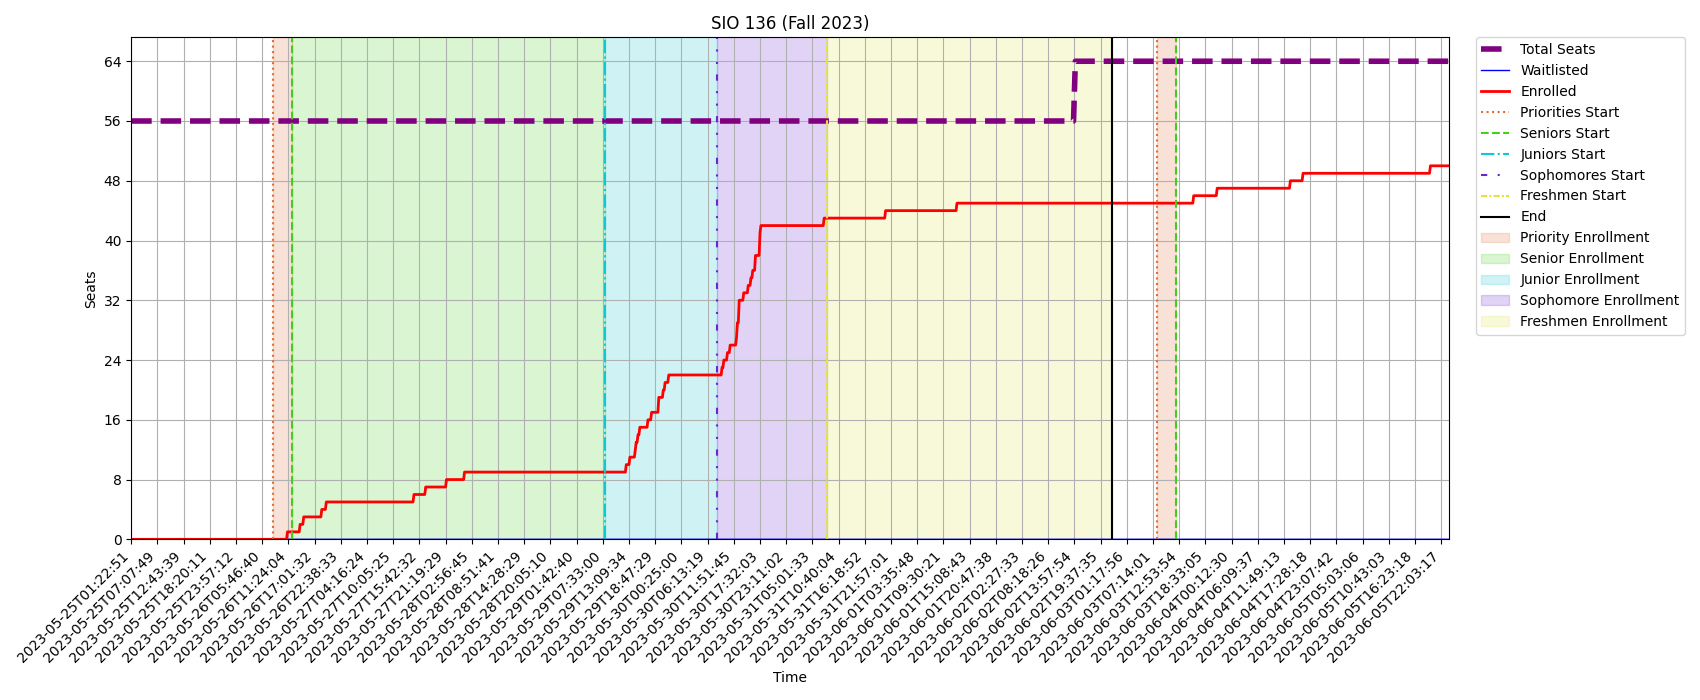 SIO 136 (Fall 2023)
Seats
64
56
48
40
32
24
16
8
0
2023-05-25T01:22:51
2023-05-25T07:07:49
2023-05-25T12:43:39
2023-05-25T18:20:11
2023-05-25T23:57:12
2023-05-26T05:46:40
2023-05-26T11:24:04
2023-05-26T17:01:32
2023-05-26T22:38:33
2023-05-27T04:16:24
2023-05-27T10:05:25
2023-05-27T15:42:32
2023-05-27T21:19:29
2023-05-28T02:56:45
2023-05-28T08:51:41
2023-05-28T14:28:29
2023-05-28T20:05:10
2023-05-29T01:42:40
2023-05-29T07:33:00
2023-05-29T13:09:34
2023-05-29T18:47:29
2023-05-30T00:25:00
2023-05-30T06:13:19
2023-05-30T11:51:45
2023-05-30T17:32:03
2023-05-30T23:11:02
2023-05-31T05:01:33
2023-05-31T10:40:04
2023-05-31T16:18:52
2023-05-31T21:57:01
2023-06-01T03:35:48
2023-06-01T09:30:21
2023-06-01T15:08:43
2023-06-01T20:47:38
2023-06-02T02:27:33
2023-06-02T08:18:26
2023-06-02T13:57:54
2023-06-02T19:37:35
2023-06-03T01:17:56
2023-06-03T07:14:01
2023-06-03T12:53:54
2023-06-03T18:33:05
2023-06-04T00:12:30
2023-06-04T06:09:37
2023-06-04T11:49:13
2023-06-04T17:28:18
2023-06-04T23:07:42
2023-06-05T05:03:06
2023-06-05T10:43:03
2023-06-05T16:23:18
2023-06-05T22:03:17
Time
Total Seats
Waitlisted
Enrolled
Priorities Start
Seniors Start
Juniors Start
Sophomores Start
Freshmen Start
End
Priority Enrollment
Senior Enrollment
Junior Enrollment
Sophomore Enrollment
Freshmen Enrollment